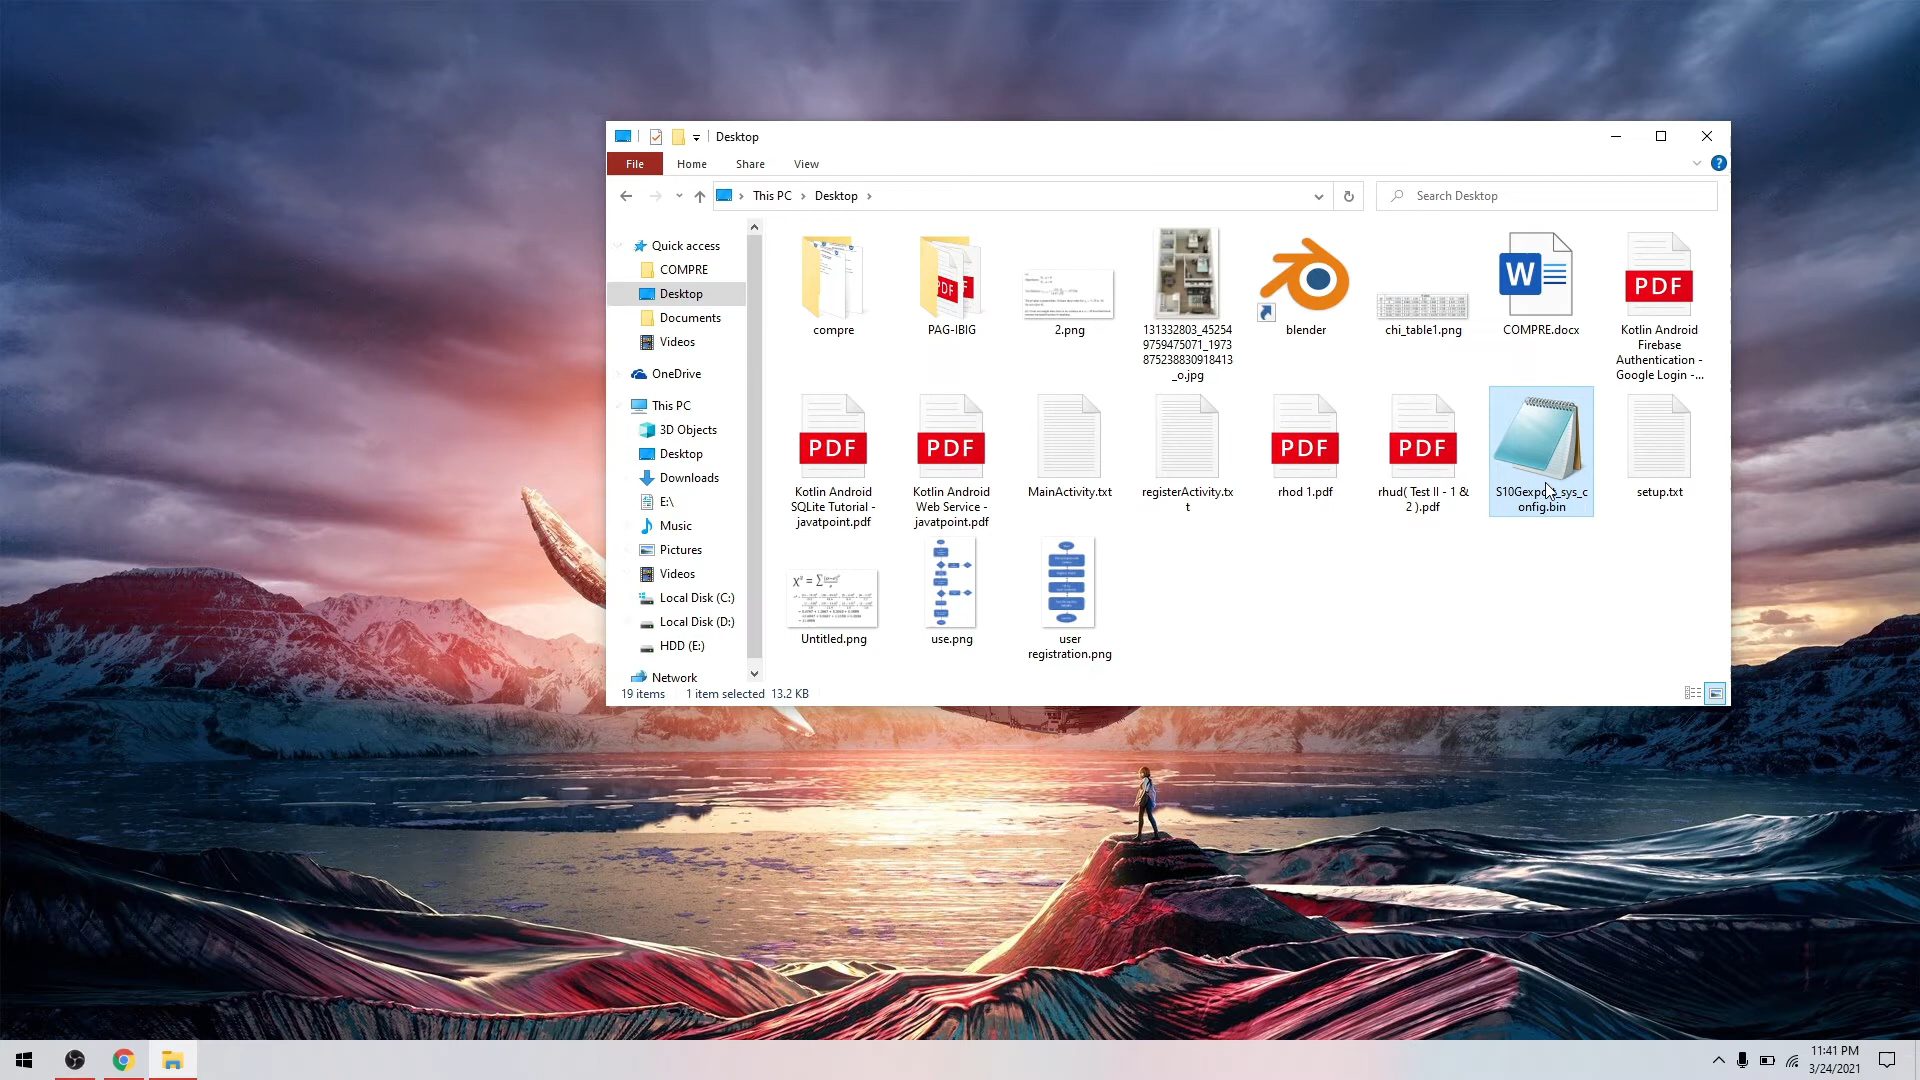 Desktop
File
Home
Share
View
This PC
Desktop
Search Desktop
Quick access
COMPRE
Desktop
Documents
Videos
OneDrive
This PC
3D Objects
Desktop
Downloads
E:\
Music
Pictures
Videos
Local Disk (C:)
Local Disk (D:)
HDD (E:)
Network
compre
PAG-IBIG
2.png
131332803_45254
9759475071_1973
875238830918413
_o.jpg
blender
chi_table1.png
COMPRE.docx
Kotlin Android
Firebase
Authentication -
Google Login -...
Kotlin Android
SQLite Tutorial -
javatpoint.pdf
Kotlin Android
Web Service -
javatpoint.pdf
MainActivity.txt
registerActivity.tx
t
rhod 1.pdf
rhud( Test II - 1 &
2 ).pdf
onfig.bin
setup.txt
Untitled.png
use.png
user
registration.png
PDF
PDF
PDF
PDF
PDF
PDF
W
19 items
1 item selected 13.2 KB
11:41 PM
3/24/2021